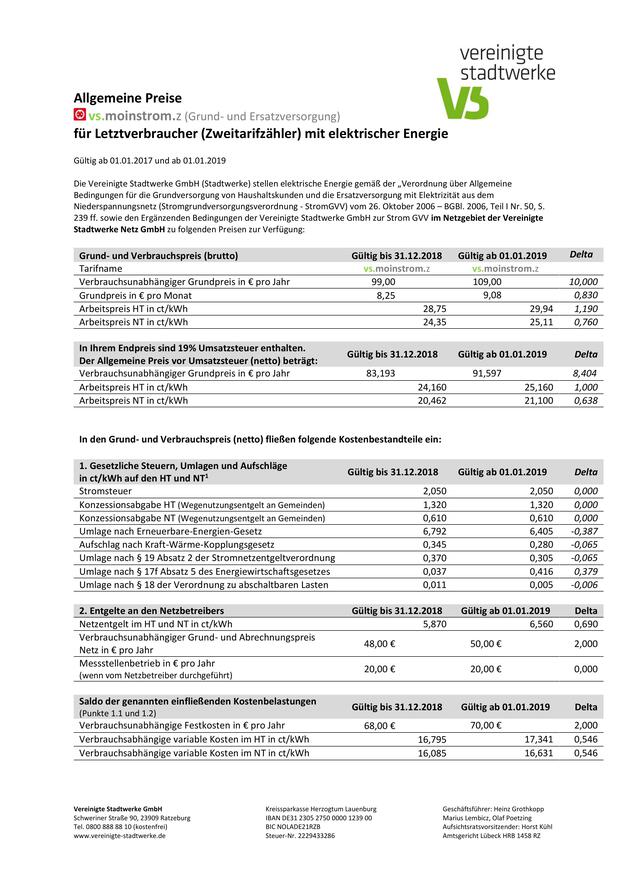 vereinigte
stadtwerke
VS
Allgemeine Preise
vs.moinstrom.z (Grund- und Ersatzversorgung)
für Letztverbraucher (Zweitarifzähler) mit elektrischer Energie
Gültig ab 01.01.2017 und ab 01.01.2019
Die Vereinigte Stadtwerke GmbH (Stadtwerke) stellen elektrische Energie gemäß der „Verordnung über Allgemeine
Bedingungen für die Grundversorgung von Haushaltskunden und die Ersatzversorgung mit Elektrizität aus dem
Niederspannungsnetz (Stromgrundversorgungsverordnung - StromGVV) vom 26. Oktober 2006 – BGBl. 2006, Teil I Nr. 50, S.
239 ff. sowie den Ergänzenden Bedingungen der Vereinigte Stadtwerke GmbH zur Strom GVV im Netzgebiet der Vereinigte
Stadtwerke Netz GmbH zu folgenden Preisen zur Verfügung:
Grund- und Verbrauchspreis (brutto) Gültig bis 31.12.2018 Gültig ab 01.01.2019 Delta
Tarifname vs.moinstrom.z vs.moinstrom.z
Verbrauchsunabhängiger Grundpreis in € pro Jahr 99,00 109,00 10,000
Grundpreis in € pro Monat 8,25 9,08 0,830
Arbeitspreis HT in ct/kWh 28,75 29,94 1,190
Arbeitspreis NT in ct/kWh 24,35 25,11 0,760
In Ihrem Endpreis sind 19% Umsatzsteuer enthalten.
Der Allgemeine Preis vor Umsatzsteuer (netto) beträgt: Gültig bis 31.12.2018 Gültig ab 01.01.2019 Delta
Verbrauchsunabhängiger Grundpreis in € pro Jahr 83,193 91,597 8,404
Arbeitspreis HT in ct/kWh 24,160 25,160 1,000
Arbeitspreis NT in ct/kWh 20,462 21,100 0,638
In den Grund- und Verbrauchspreis (netto) fließen folgende Kostenbestandteile ein:
1. Gesetzliche Steuern, Umlagen und Aufschläge
in ct/kWh auf den HT und NT¹ Gültig bis 31.12.2018 Gültig ab 01.01.2019 Delta
Stromsteuer 2,050 2,050 0,000
Konzessionsabgabe HT (Wegenutzungsentgelt an Gemeinden) 1,320 1,320 0,000
Konzessionsabgabe NT (Wegenutzungsentgelt an Gemeinden) 0,610 0,610 0,000
Umlage nach Erneuerbare-Energien-Gesetz 6,792 6,405 -0,387
Aufschlag nach Kraft-Wärme-Kopplungsgesetz 0,345 0,280 -0,065
Umlage nach § 19 Absatz 2 der Stromnetzentgeltverordnung 0,370 0,305 -0,065
Umlage nach § 17f Absatz 5 des Energiewirtschaftsgesetzes 0,037 0,416 0,379
Umlage nach § 18 der Verordnung zu abschaltbaren Lasten 0,011 0,005 -0,006
2. Entgelte an den Netzbetreibers Gültig bis 31.12.2018 Gültig ab 01.01.2019 Delta
Netzentgelt im HT und NT in ct/kWh 5,870 6,560 0,690
Verbrauchsunabhängiger Grund- und Abrechnungspreis
Netz in € pro Jahr 48,00 € 50,00 € 2,000
Messstellenbetrieb in € pro Jahr
(wenn vom Netzbetreiber durchgeführt) 20,00 € 20,00 € 0,000
Saldo der genannten einfließenden Kostenbelastungen
(Punkte 1.1 und 1.2) Gültig bis 31.12.2018 Gültig ab 01.01.2019 Delta
Verbrauchsunabhängige Festkosten in € pro Jahr 68,00 € 70,00 € 2,000
Verbrauchsabhängige variable Kosten im HT in ct/kWh 16,795 17,341 0,546
Verbrauchsabhängige variable Kosten im NT in ct/kWh 16,085 16,631 0,546
Vereinigte Stadtwerke GmbH
Schweriner Straße 90, 23909 Ratzeburg
Tel. 0800 888 88 10 (kostenfrei)
www.vereinigte-stadtwerke.de
Kreissparkasse Herzogtum Lauenburg
IBAN DE31 2305 2750 0000 1239 00
BIC NOLADE21RZB
Steuer-Nr. 2229433286
Geschäftsführer: Heinz Grothkopp
Marius Lembicz, Olaf Poetzing
Aufsichtsratsvorsitzender: Horst Kühl
Amtsgericht Lübeck HRB 1458 RZ